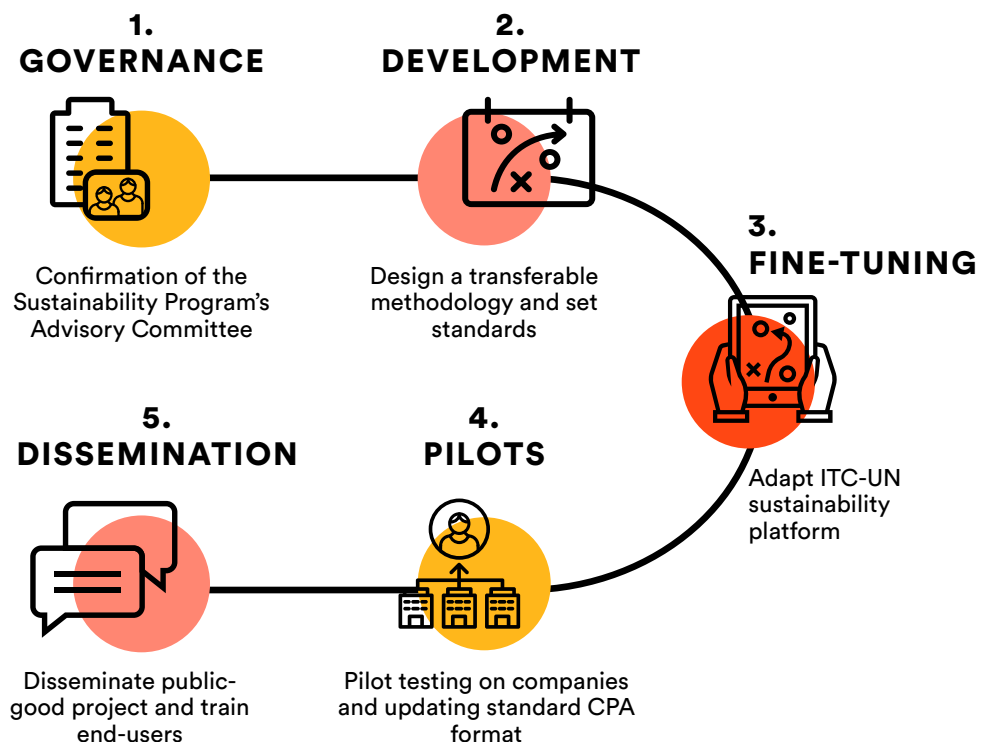 1.
GOVERNANCE
Confirmation of the
Sustainability Program's
Advisory Committee
2.
DEVELOPMENT
Design a transferable
methodology and set
standards
3.
FINE-TUNING
Adapt ITC-UN
sustainability
platform
4.
PILOTS
Pilot testing on companies
and updating standard CPA
format
5.
DISSEMINATION
Disseminate public-
good project and train
end-users